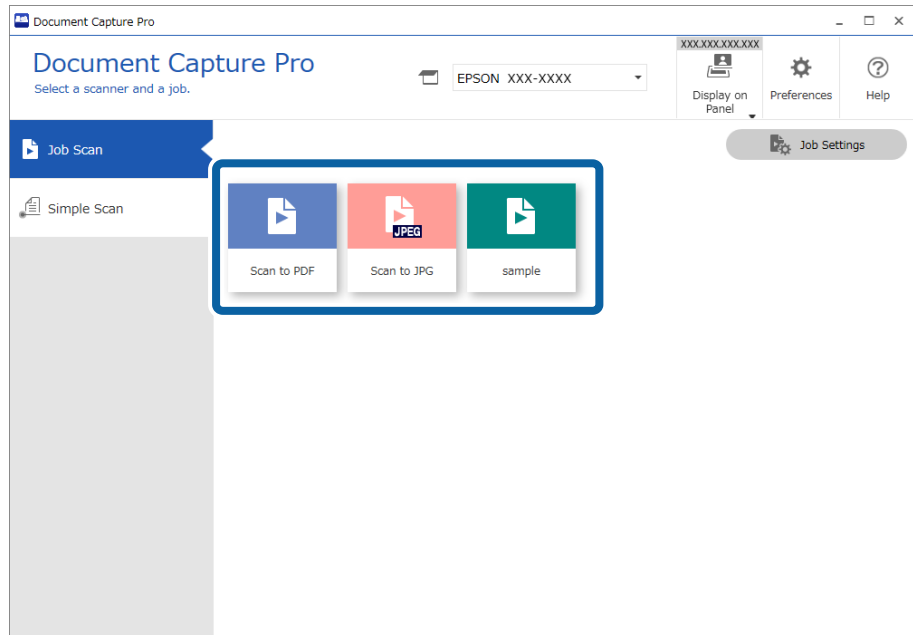 Document Capture Pro
Document Capture Pro
Select a scanner and a job.
EPSON XXX-XXXX
XXX.XXX.XXX.XXX
Display on
Panel
Preferences
Help
Job Scan
Job Settings
Simple Scan
Scan to PDF
JPEG
Scan to JPG
sample